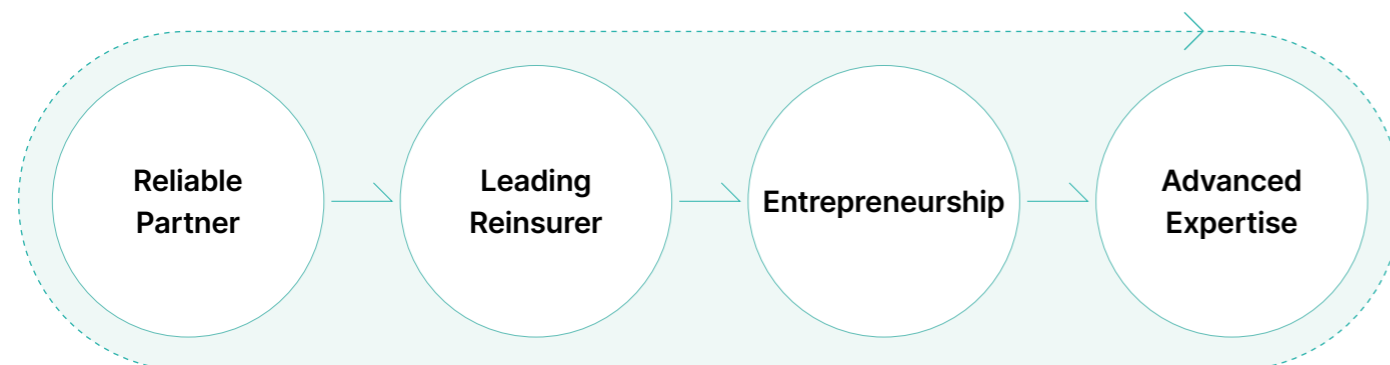 Reliable
Partner
Leading
Reinsurer
Entrepreneurship
Advanced
Expertise